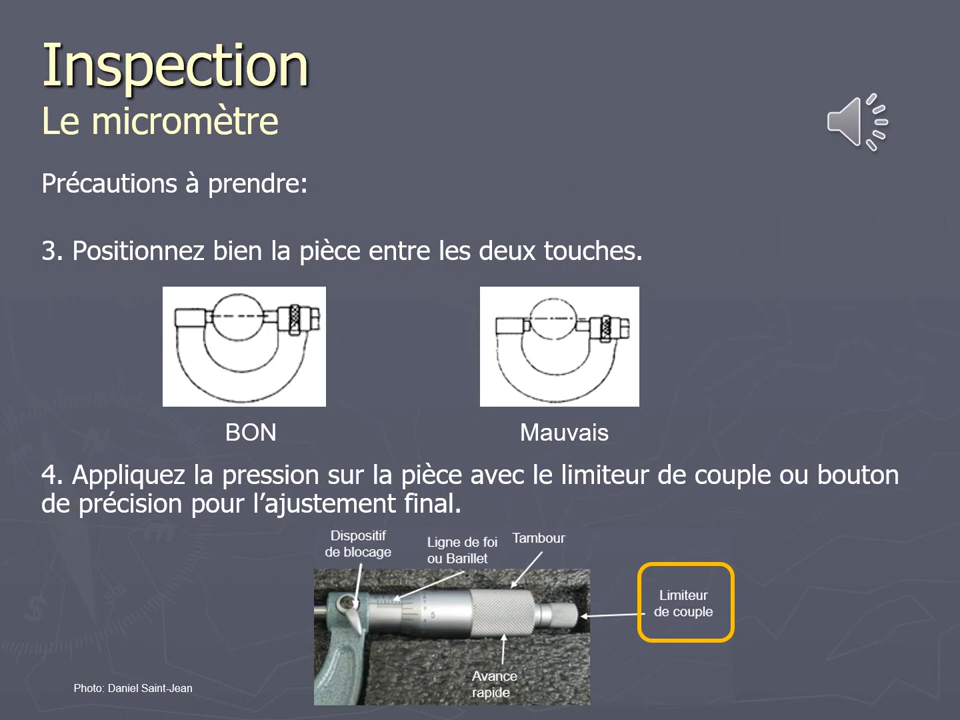 Inspection
Le micromètre
Précautions à prendre:
3. Positionnez bien la pièce entre les deux touches.
BON
Mauvais
4. Appliquez la pression sur la pièce avec le limiteur de couple ou bouton
de précision pour l’ajustement final.
Dispositif
de blocage
Ligne de foi
ou Barillet
Tambour
Limiteur
de couple
5
Avance
rapide
Photo: Daniel Saint-Jean